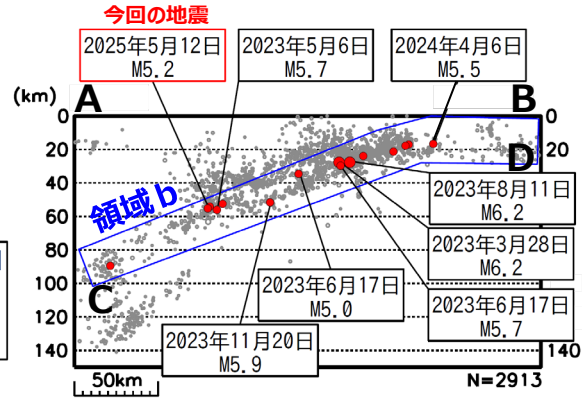 今回の地震
2025年5月12日
M5.2
2023年5月6日
M5.7
2024年4月6日
M5.5
(km)
A
B
0
20
40
60
80
100
120
140
0
20
140
領域b
C
D
2023年8月11日
M6.2
2023年3月28日
M6.2
2023年6月17日
M5.0
2023年6月17日
M5.7
2023年11月20日
M5.9
50km
N=2913